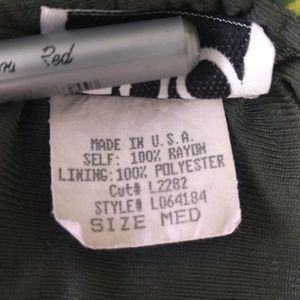 Red
MADE IN U.S.A.
SELF: 100% RAYON
LINING:100% POLYESTER
Cut# L2282
STYLE# L064184
SIZE MED